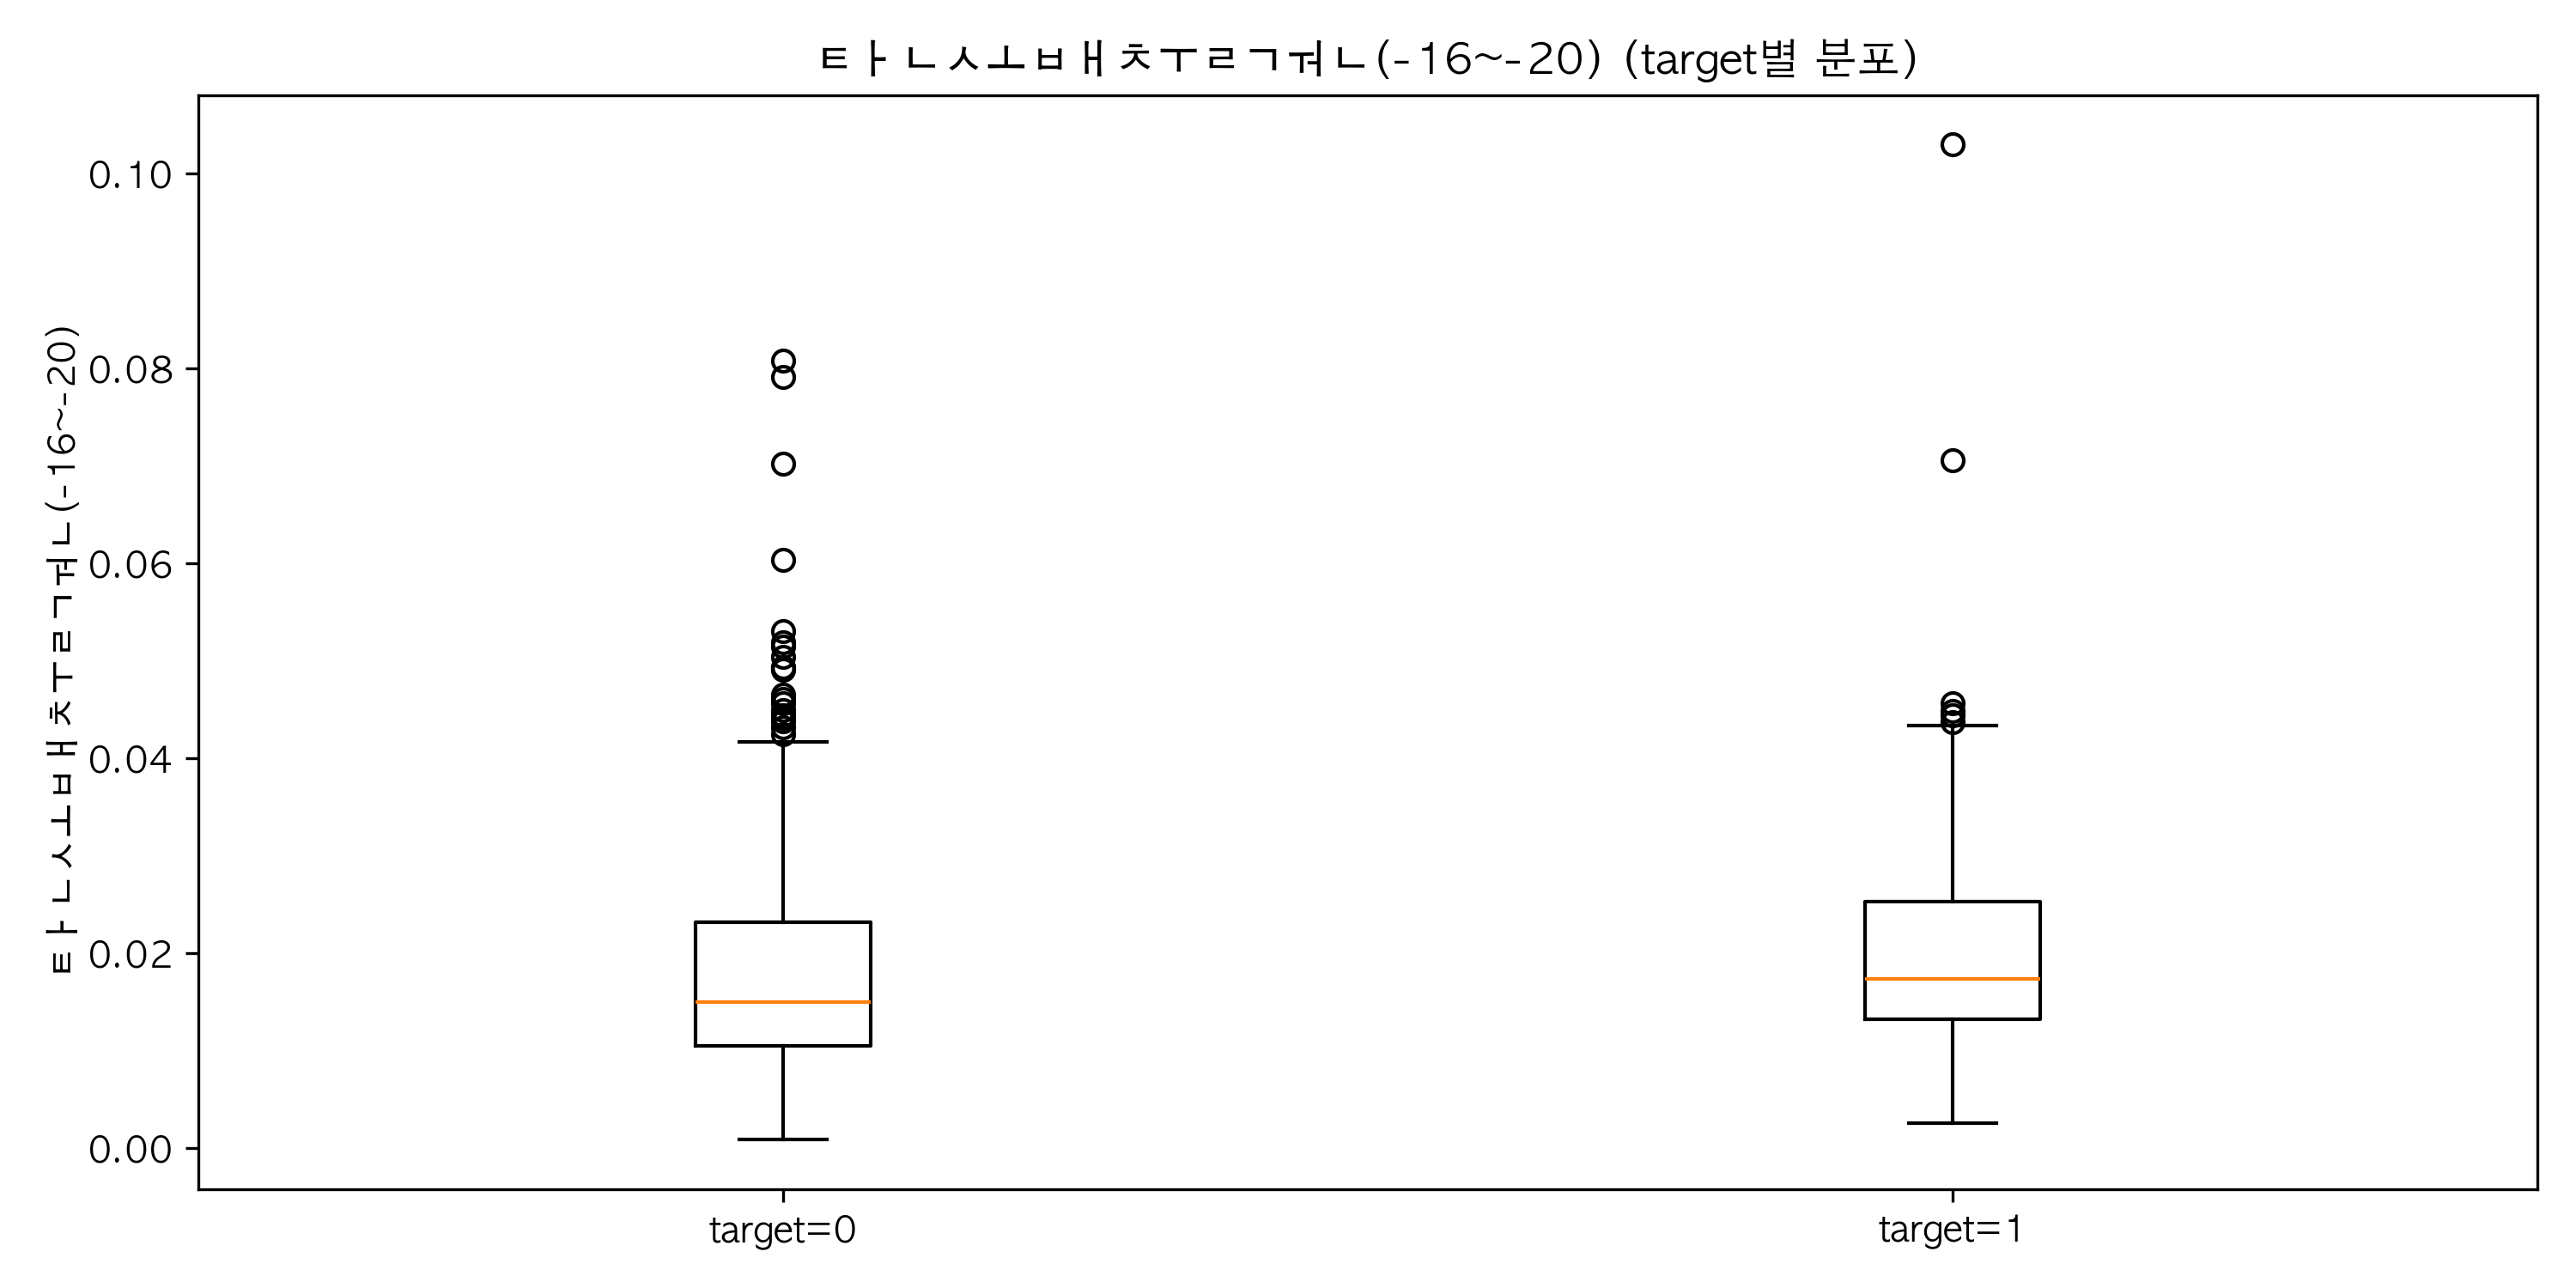 ㅌㅏㄴㅅㅗㅂㅐㅊㅜㄹㄱㅝㄴ(-16~-20) (target별 분포)
ㅌㅏㄴㅅㅗㅂㅐㅊㅜㄹㄱㅝㄴ(-16~-20)
0.10
0.08
0.06
0.04
0.02
0.00
target=0
target=1